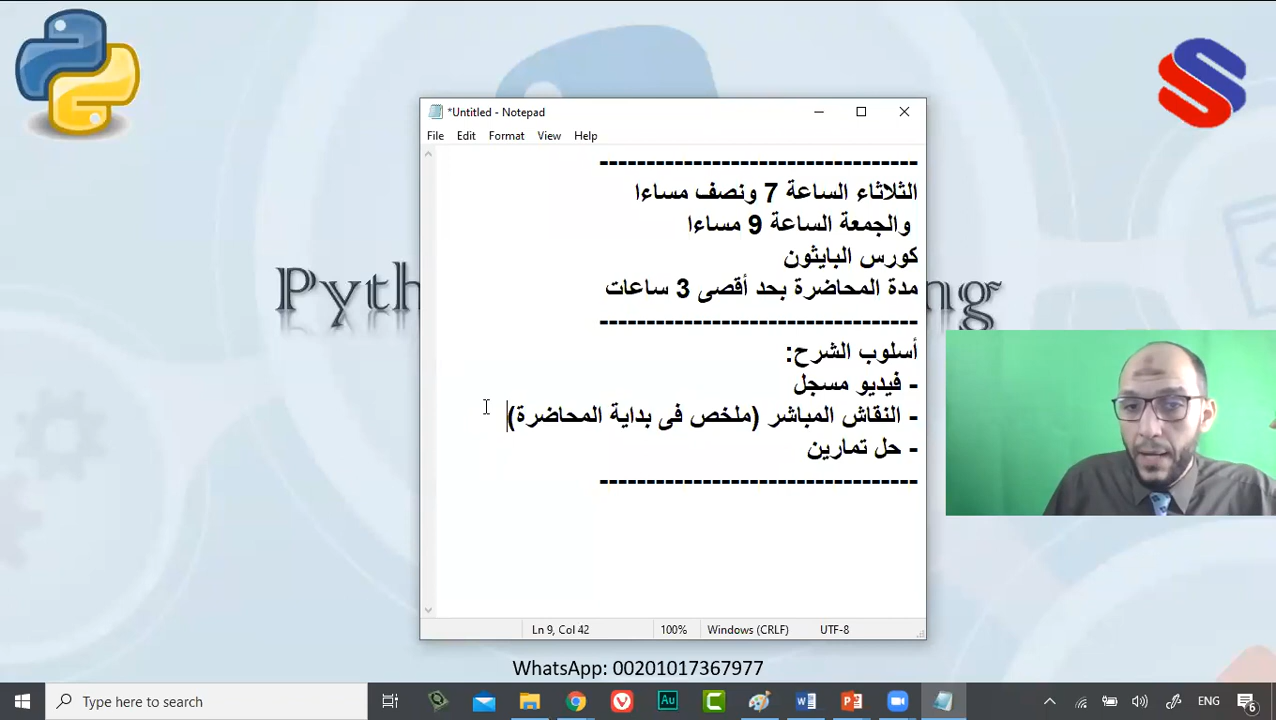 *Untitled - Notepad
File Edit Format View Help
---------------------------------
الثلاثاء الساعة 7 ونصف مساءا
والجمعة الساعة 9 مساءا
كورس البايثون
مدة المحاضرة بحد أقصى 3 ساعات
---------------------------------
أسلوب الشرح:
- فيديو مسجل
- النقاش المباشر (ملخص فى بداية المحاضرة)
- حل تمارين
---------------------------------
Ln 9, Col 42 100% Windows (CRLF) UTF-8
WhatsApp: 00201017367977
Type here to search
Au
ENG
6